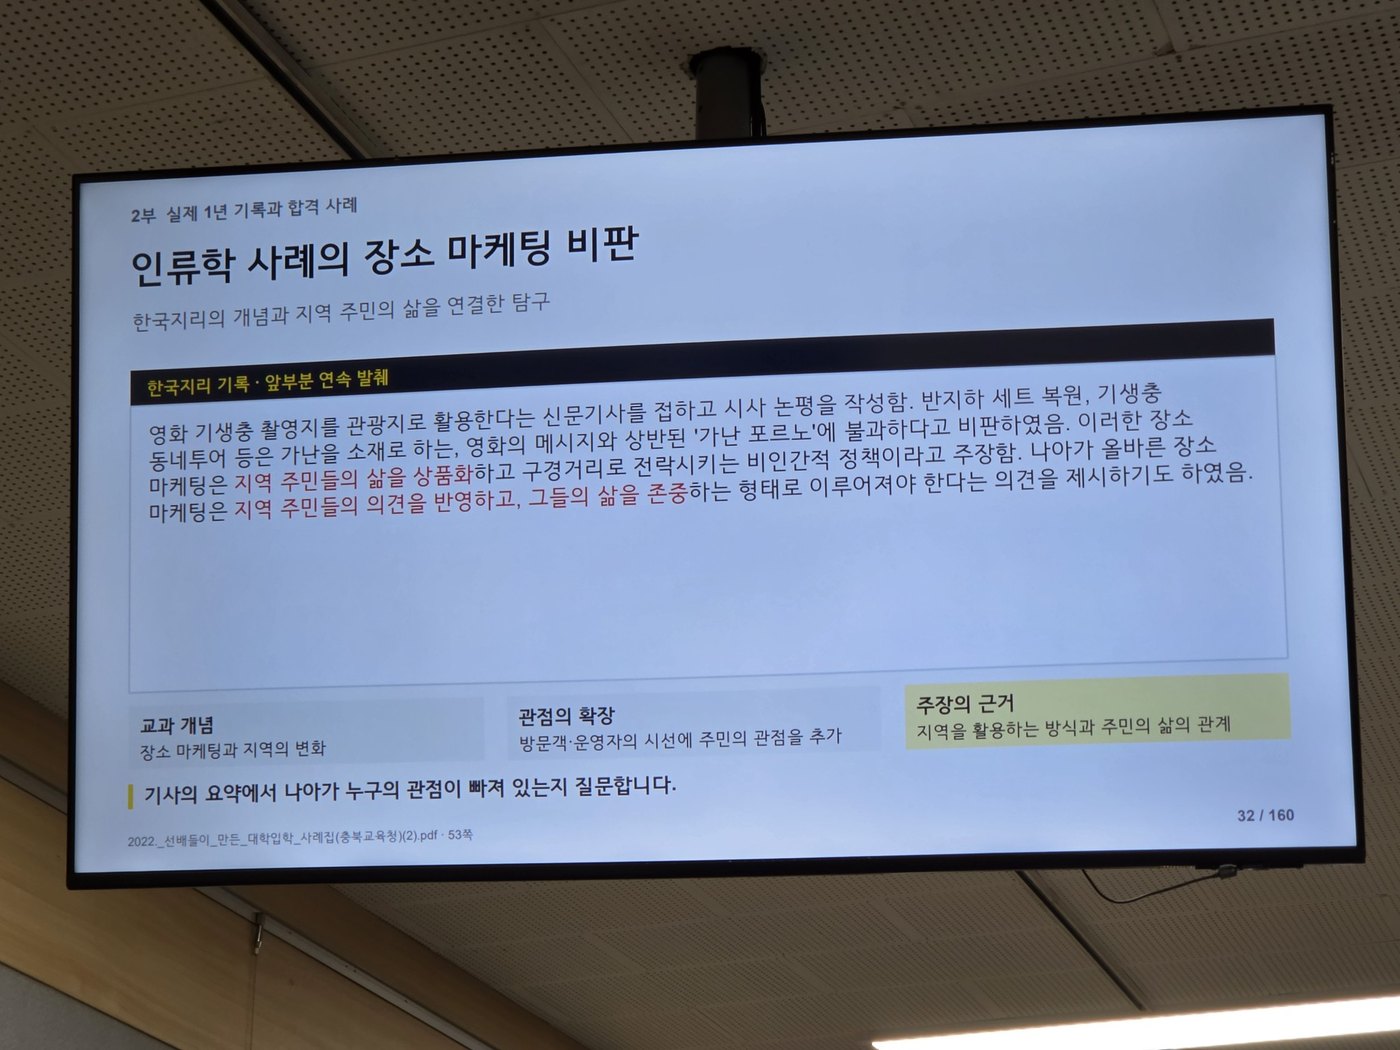 2부 실제 1년 기록과 합격 사례
인류학 사례의 장소 마케팅 비판
한국지리의 개념과 지역 주민의 삶을 연결한 탐구
한국지리 기록 · 앞부분 연속 발췌
영화 기생충 촬영지를 관광지로 활용한다는 신문기사를 접하고 시사 논평을 작성함. 반지하 세트 복원, 기생충
동네투어 등은 가난을 소재로 하는, 영화의 메시지와 상반된 '가난 포르노'에 불과하다고 비판하였음. 이러한 장소
마케팅은 지역 주민들의 삶을 상품화하고 구경거리로 전락시키는 비인간적 정책이라고 주장함. 나아가 올바른 장소
마케팅은 지역 주민들의 의견을 반영하고, 그들의 삶을 존중하는 형태로 이루어져야 한다는 의견을 제시하기도 하였음.
교과 개념
장소 마케팅과 지역의 변화
관점의 확장
방문객·운영자의 시선에 주민의 관점을 추가
주장의 근거
지역을 활용하는 방식과 주민의 삶의 관계
기사의 요약에서 나아가 누구의 관점이 빠져 있는지 질문합니다.
2022._선배들이_만든_대학입학_사례집(충북교육청)(2).pdf · 53쪽
32 / 160